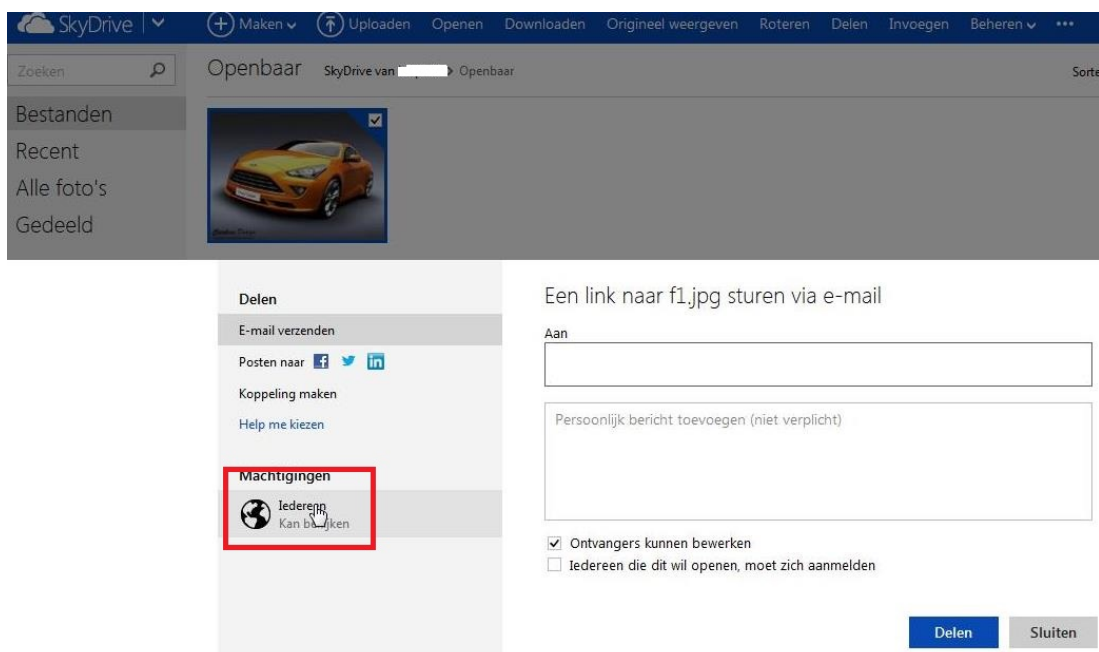 SkyDrive Maken Uploaden Openen Downloaden Origineel weergeven Roteren Delen Invoegen Beheren •••
Zoeken
Openbaar SkyDrive van > Openbaar
Sorte
Bestanden
Recent
Alle foto's
Gedeeld
Delen
E-mail verzenden
Posten naar
Koppeling maken
Help me kiezen
Machtigingen
Iedereen
Kan bekijken
Een link naar f1.jpg sturen via e-mail
Aan
Persoonlijk bericht toevoegen (niet verplicht)
Ontvangers kunnen bewerken
Iedereen die dit wil openen, moet zich aanmelden
Delen Sluiten